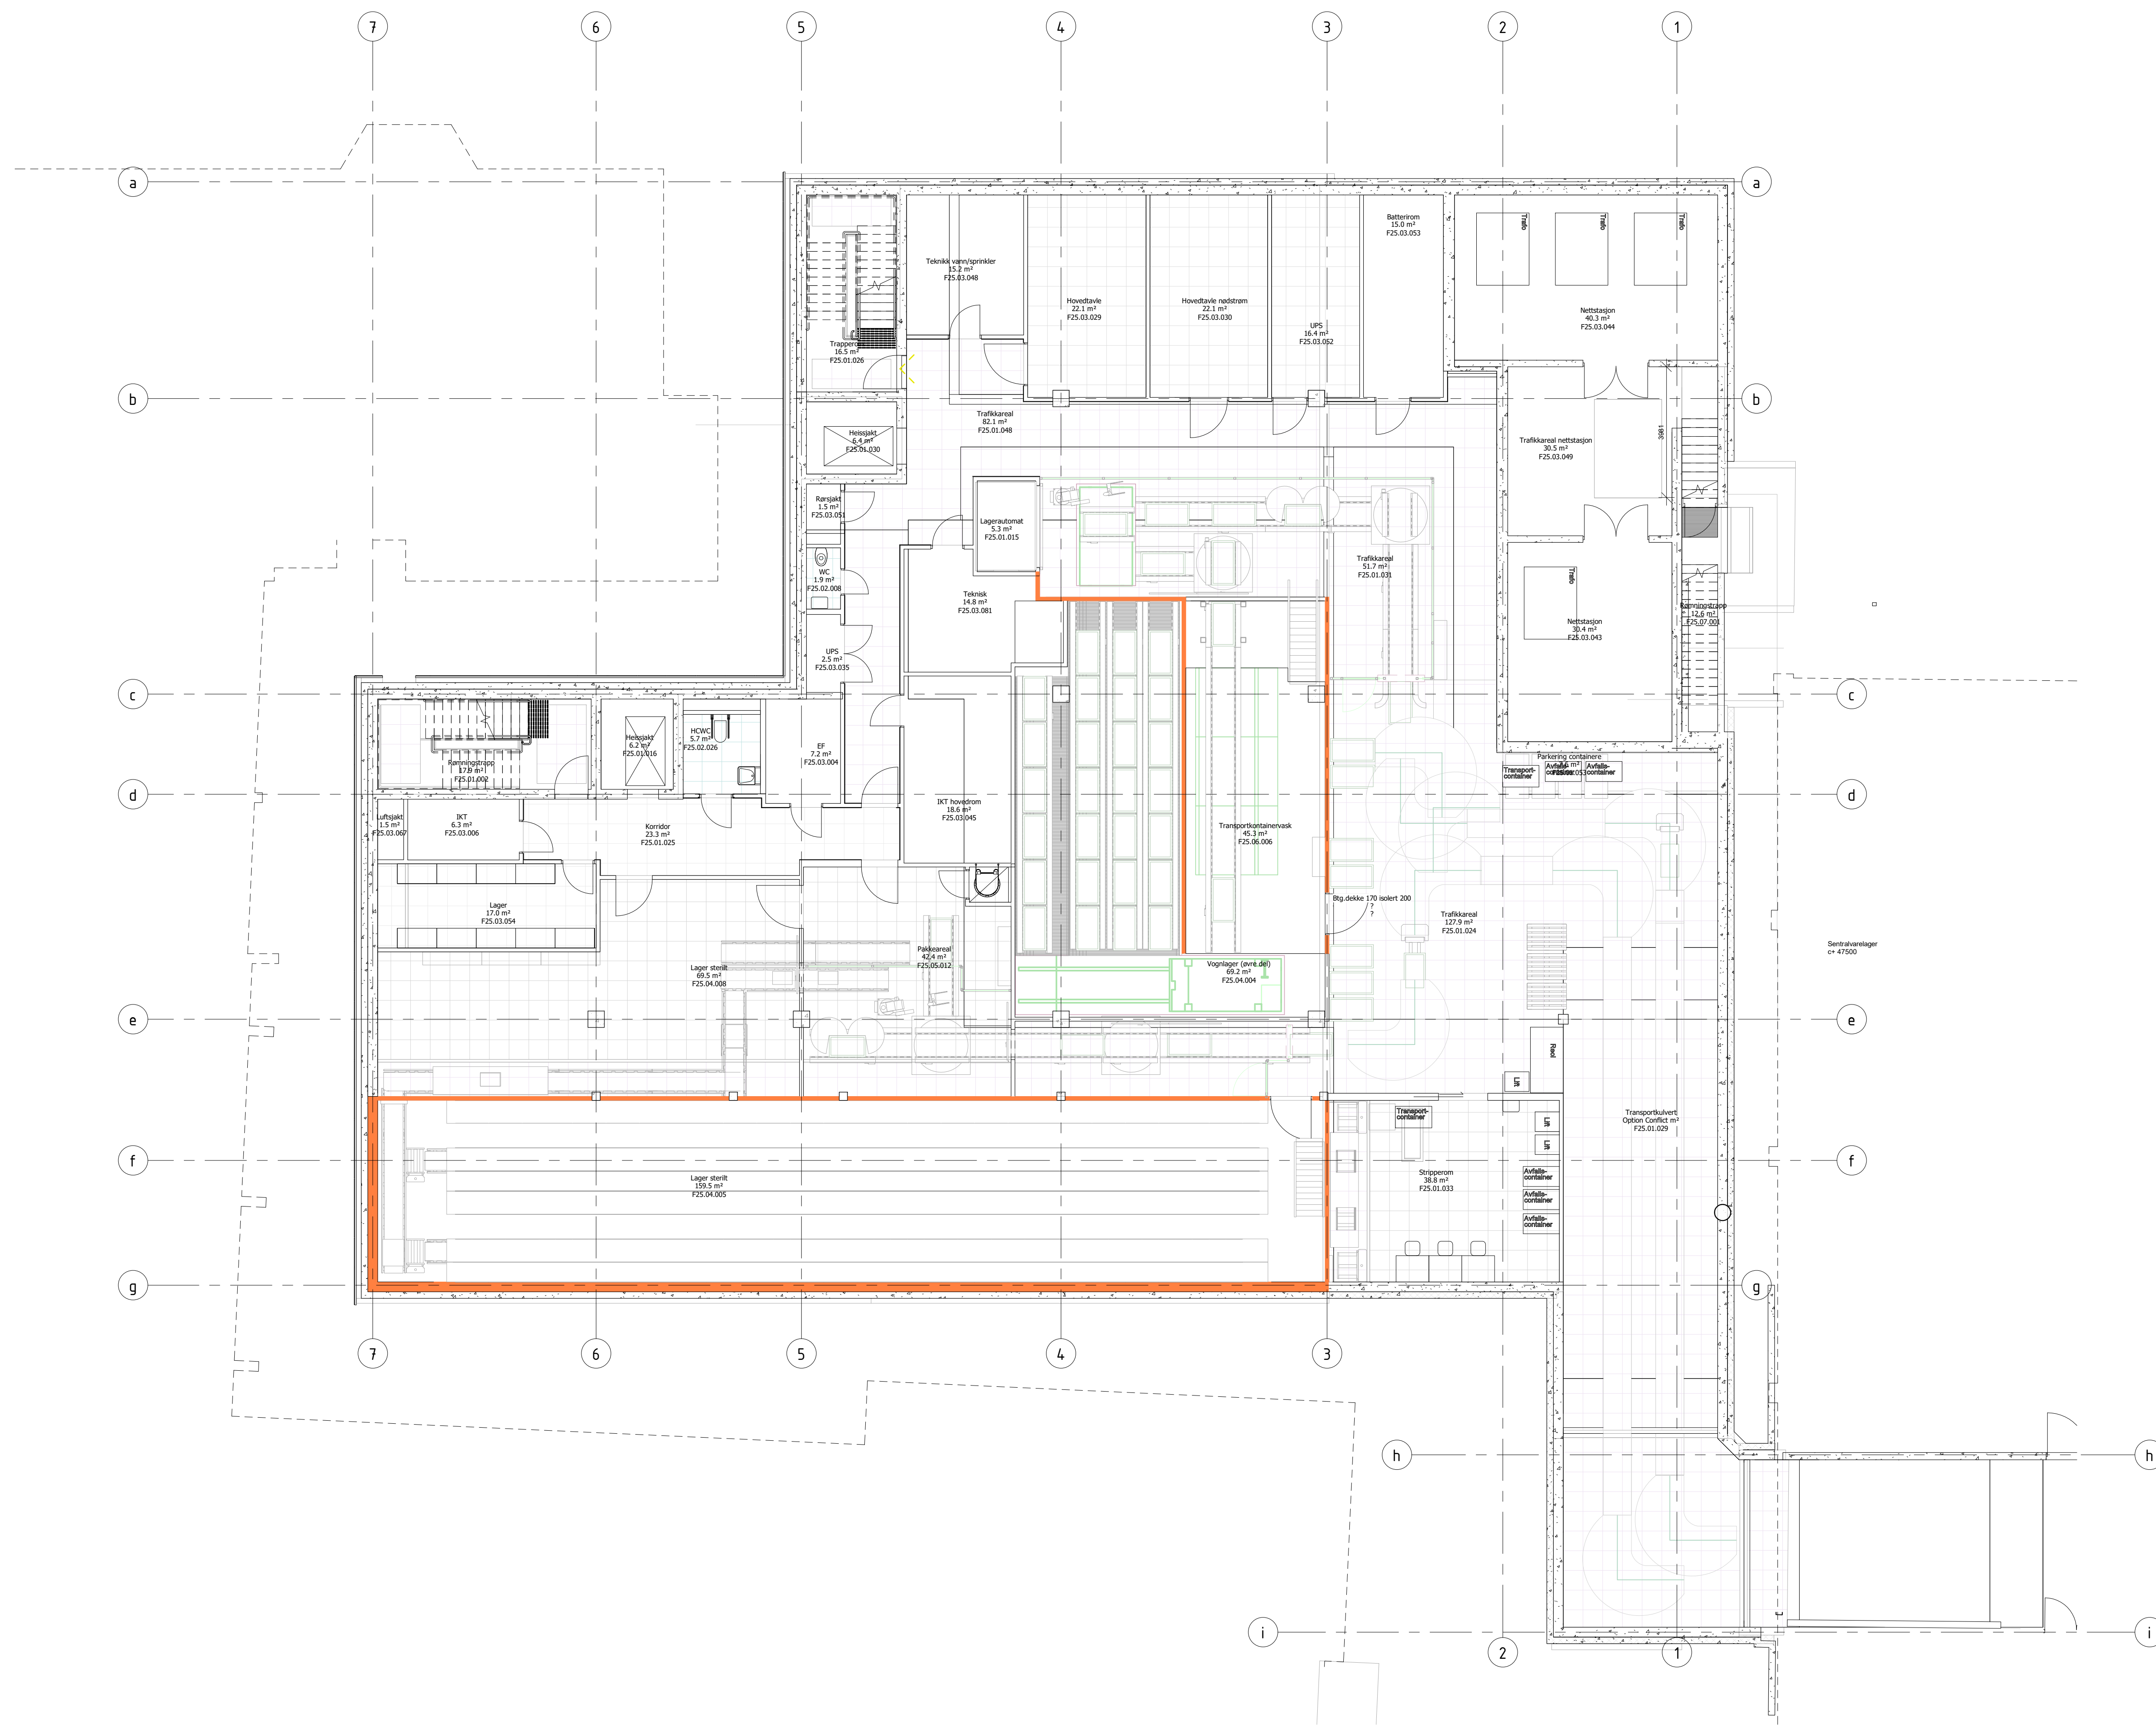 7
6
5
4
3
2
1
a
a
Batterirom
15.0 m²
F25.03.053
Trafo
Trafo
Trafo
Teknikk vann/sprinkler
15.2 m²
F25.03.048
Hovedtavle
22.1 m²
F25.03.029
Hovedtavle nødstrøm
22.1 m²
F25.03.030
UPS
16.4 m²
F25.03.052
Nettstasjon
40.3 m²
F25.03.044
Trapperom
16.5 m²
F25.01.026
b
b
Trafikkareal
82.1 m²
F25.01.048
Heissjakt
6.4 m²
F25.01.030
Trafikkareal nettstasjon
30.5 m²
F25.03.049
3981
Rørsjakt
1.5 m²
F25.03.051
Lagerautomat
5.3 m²
F25.01.015
Trafikkareal
51.7 m²
F25.01.031
WC
1.9 m²
F25.02.008
Teknisk
14.8 m²
F25.03.081
Trafo
Rømningstrapp
12.6 m²
F25.07.001
Nettstasjon
30.4 m²
F25.03.043
UPS
2.5 m²
F25.03.035
c
c
HCWC
5.7 m²
F25.02.026
Heissjakt
6.2 m²
F25.01.016
EF
7.2 m²
F25.03.004
Rømningstrapp
17.9 m²
F25.01.002
Parkering containere
Transport-
container
Avfalls-
container
Avfalls-
container
d
d
IKT hovedrom
18.6 m²
F25.03.045
Luftsjakt
1.5 m²
F25.03.067
IKT
6.3 m²
F25.03.006
Korridor
23.3 m²
F25.01.025
Transportkontainervask
45.3 m²
F25.06.006
Btg.dekke 170 isolert 200
?
?
Lager
17.0 m²
F25.03.054
Trafikkareal
127.9 m²
F25.01.024
Sentralvarelager
c+ 47500
Pakkeareal
42.4 m²
F25.05.012
Lager sterilt
69.5 m²
F25.04.008
Vognlager (øvre del)
69.2 m²
F25.04.004
e
e
Reol
Lift
Transport-
container
Lift
Lift
Transportkulvert
Option Conflict m²
F25.01.029
f
f
Lager sterilt
159.5 m²
F25.04.005
Stripperom
38.8 m²
F25.01.033
Avfalls-
container
Avfalls-
container
Avfalls-
container
g
g
7
6
5
4
3
h
h
i
i
2
1